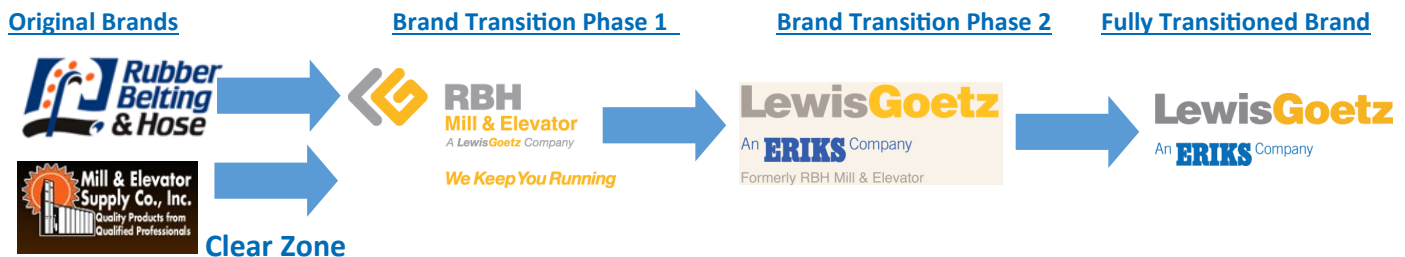 Original Brands
Brand Transition Phase 1
Brand Transition Phase 2
Fully Transitioned Brand
Rubber
Belting
& Hose
Mill & Elevator
Supply Co., Inc.
Quality Products from
Qualified Professionals
Clear Zone
RBH
Mill & Elevator
A LewisGoetz Company
We Keep You Running
LewisGoetz
An ERIKS Company
Formerly RBH Mill & Elevator
LewisGoetz
An ERIKS Company